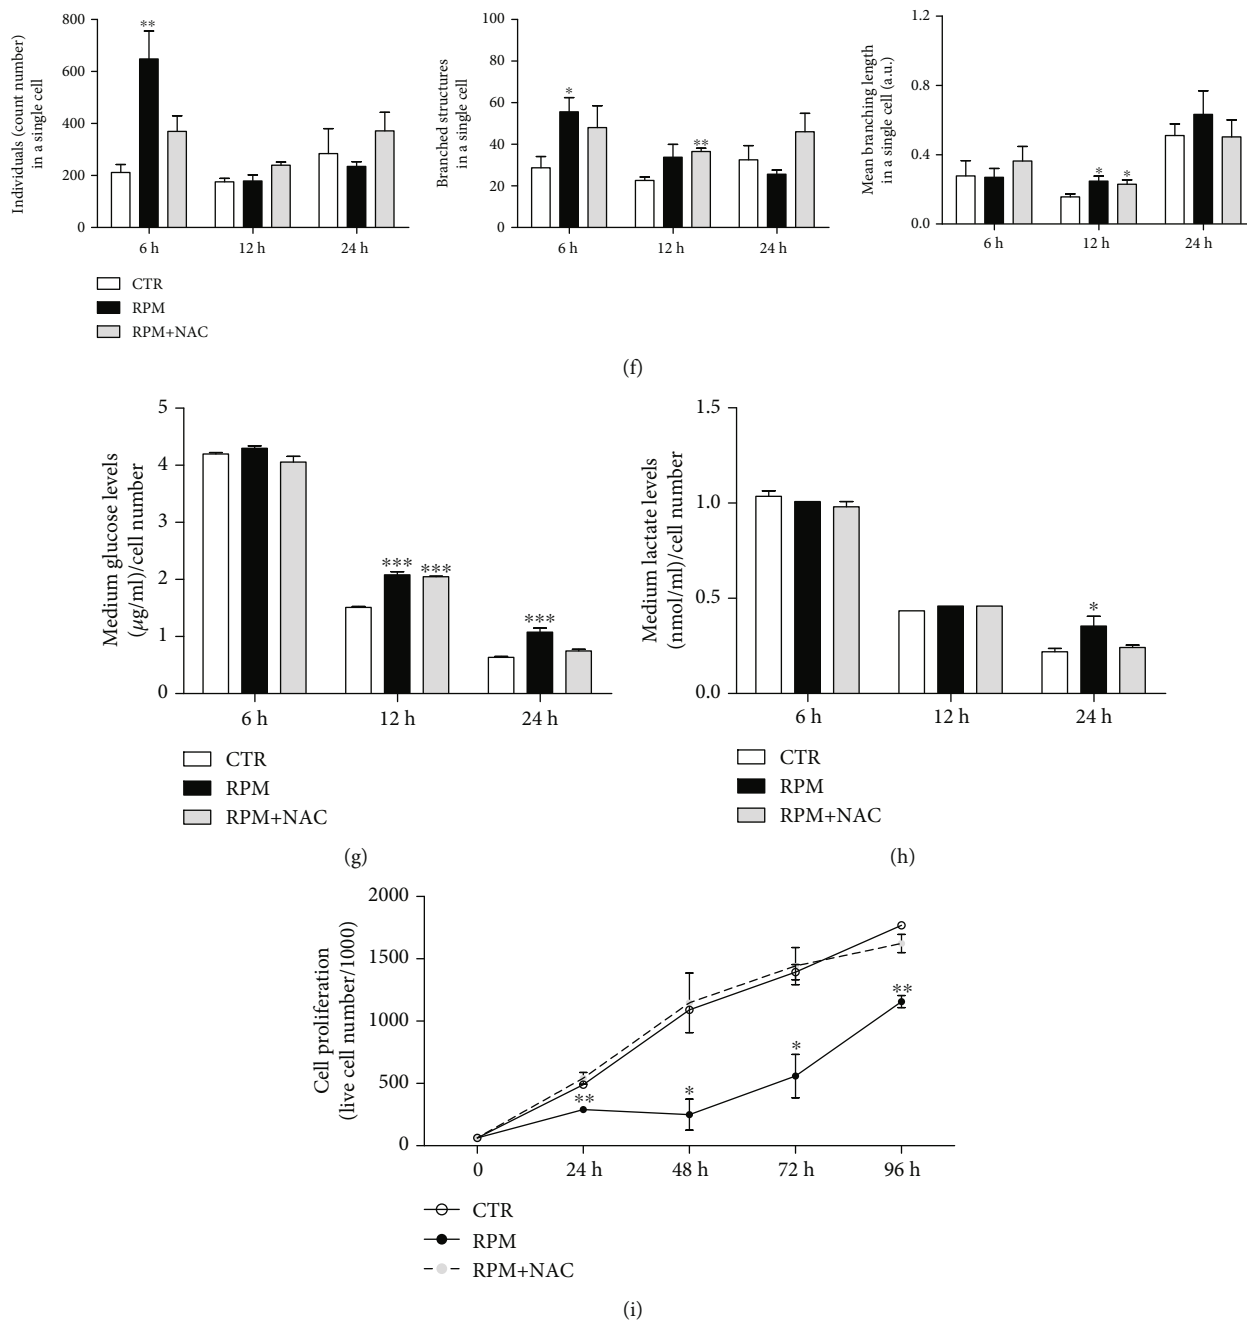 Individuals (count number)
in a single cell
800
600
400
200
0
**
6 h
12 h
24 h
CTR
RPM
RPM+NAC
Branched structures
in a single cell
100
80
60
40
20
0
*
**
6 h
12 h
24 h
Mean branching length
in a single cell (a.u.)
1.2
0.8
0.4
0.0
*
*
6 h
12 h
24 h
(f)
Medium glucose levels
(μg/ml)/cell number
5
4
3
2
1
0
***
***
***
6 h
12 h
24 h
CTR
RPM
RPM+NAC
(g)
Medium lactate levels
(nmol/ml)/cell number
1.5
1.0
0.5
0.0
*
6 h
12 h
24 h
CTR
RPM
RPM+NAC
(h)
Cell proliferation
(live cell number/1000)
2000
1500
1000
500
0
**
*
*
**
0
24 h
48 h
72 h
96 h
CTR
RPM
RPM+NAC
(i)